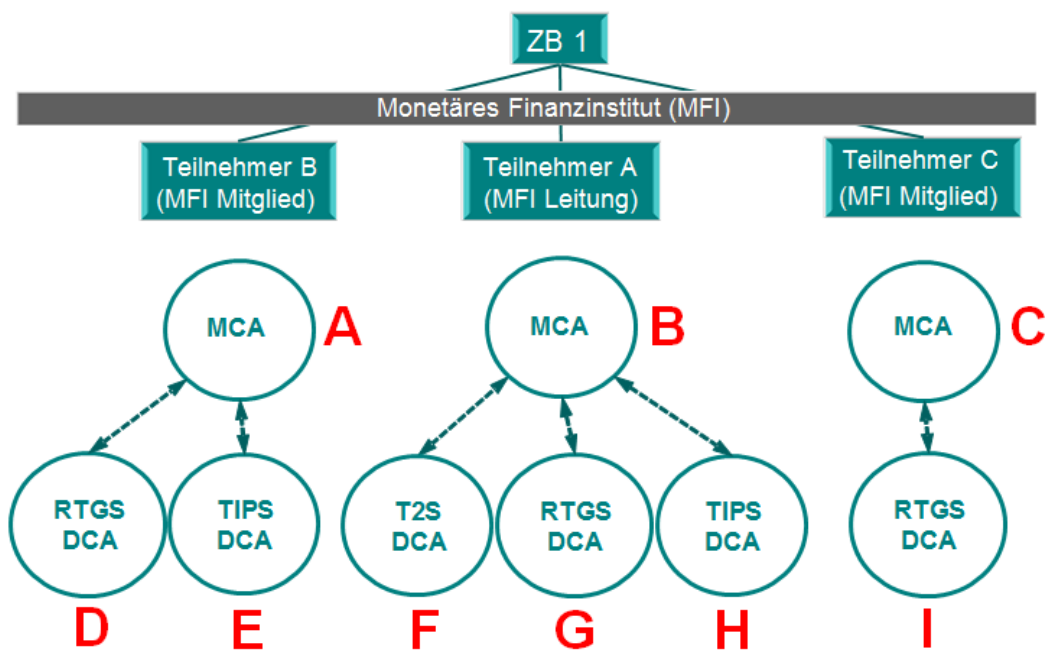 ZB 1
Monetäres Finanzinstitut (MFI)
Teilnehmer B
(MFI Mitglied)
Teilnehmer A
(MFI Leitung)
Teilnehmer C
(MFI Mitglied)
MCA
A
MCA
B
MCA
C
RTGS
DCA
TIPS
DCA
T2S
DCA
RTGS
DCA
TIPS
DCA
RTGS
DCA
D
E
F
G
H
I